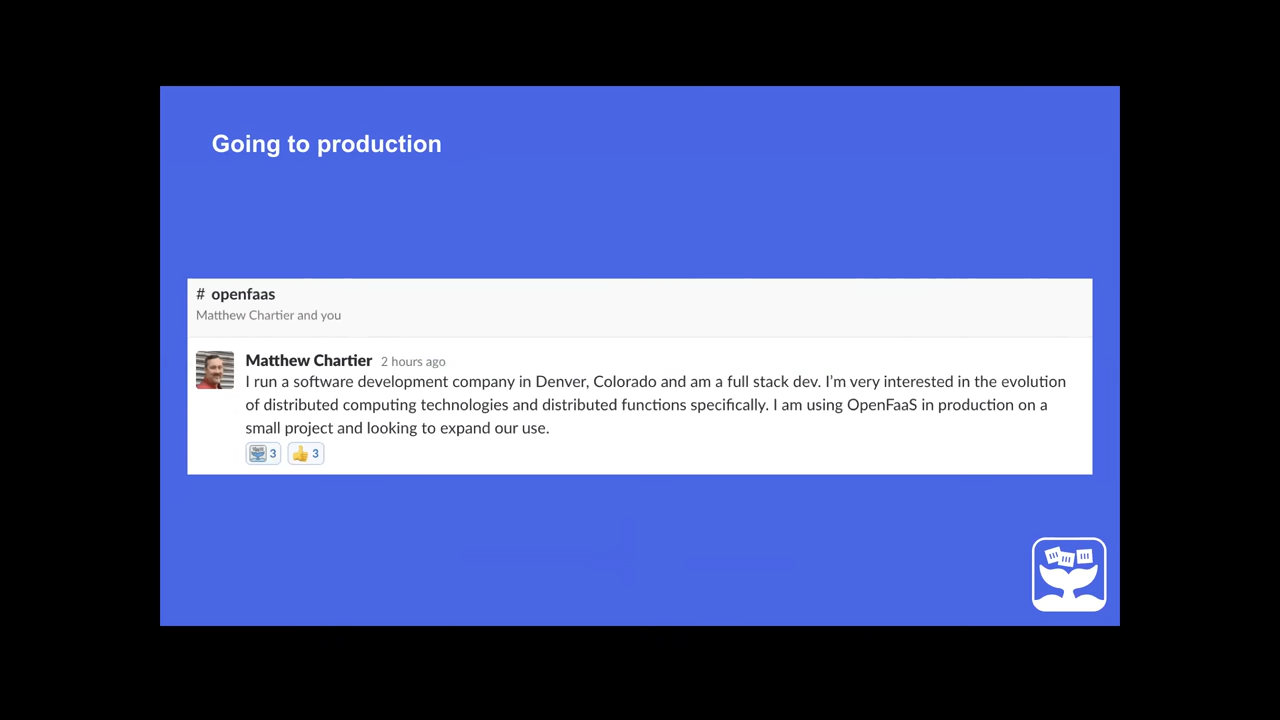 Going to production
# openfaas
Matthew Chartier and you
Matthew Chartier 2 hours ago
I run a software development company in Denver, Colorado and am a full stack dev. I'm very interested in the evolution
of distributed computing technologies and distributed functions specifically. I am using OpenFaaS in production on a
small project and looking to expand our use.
3 3